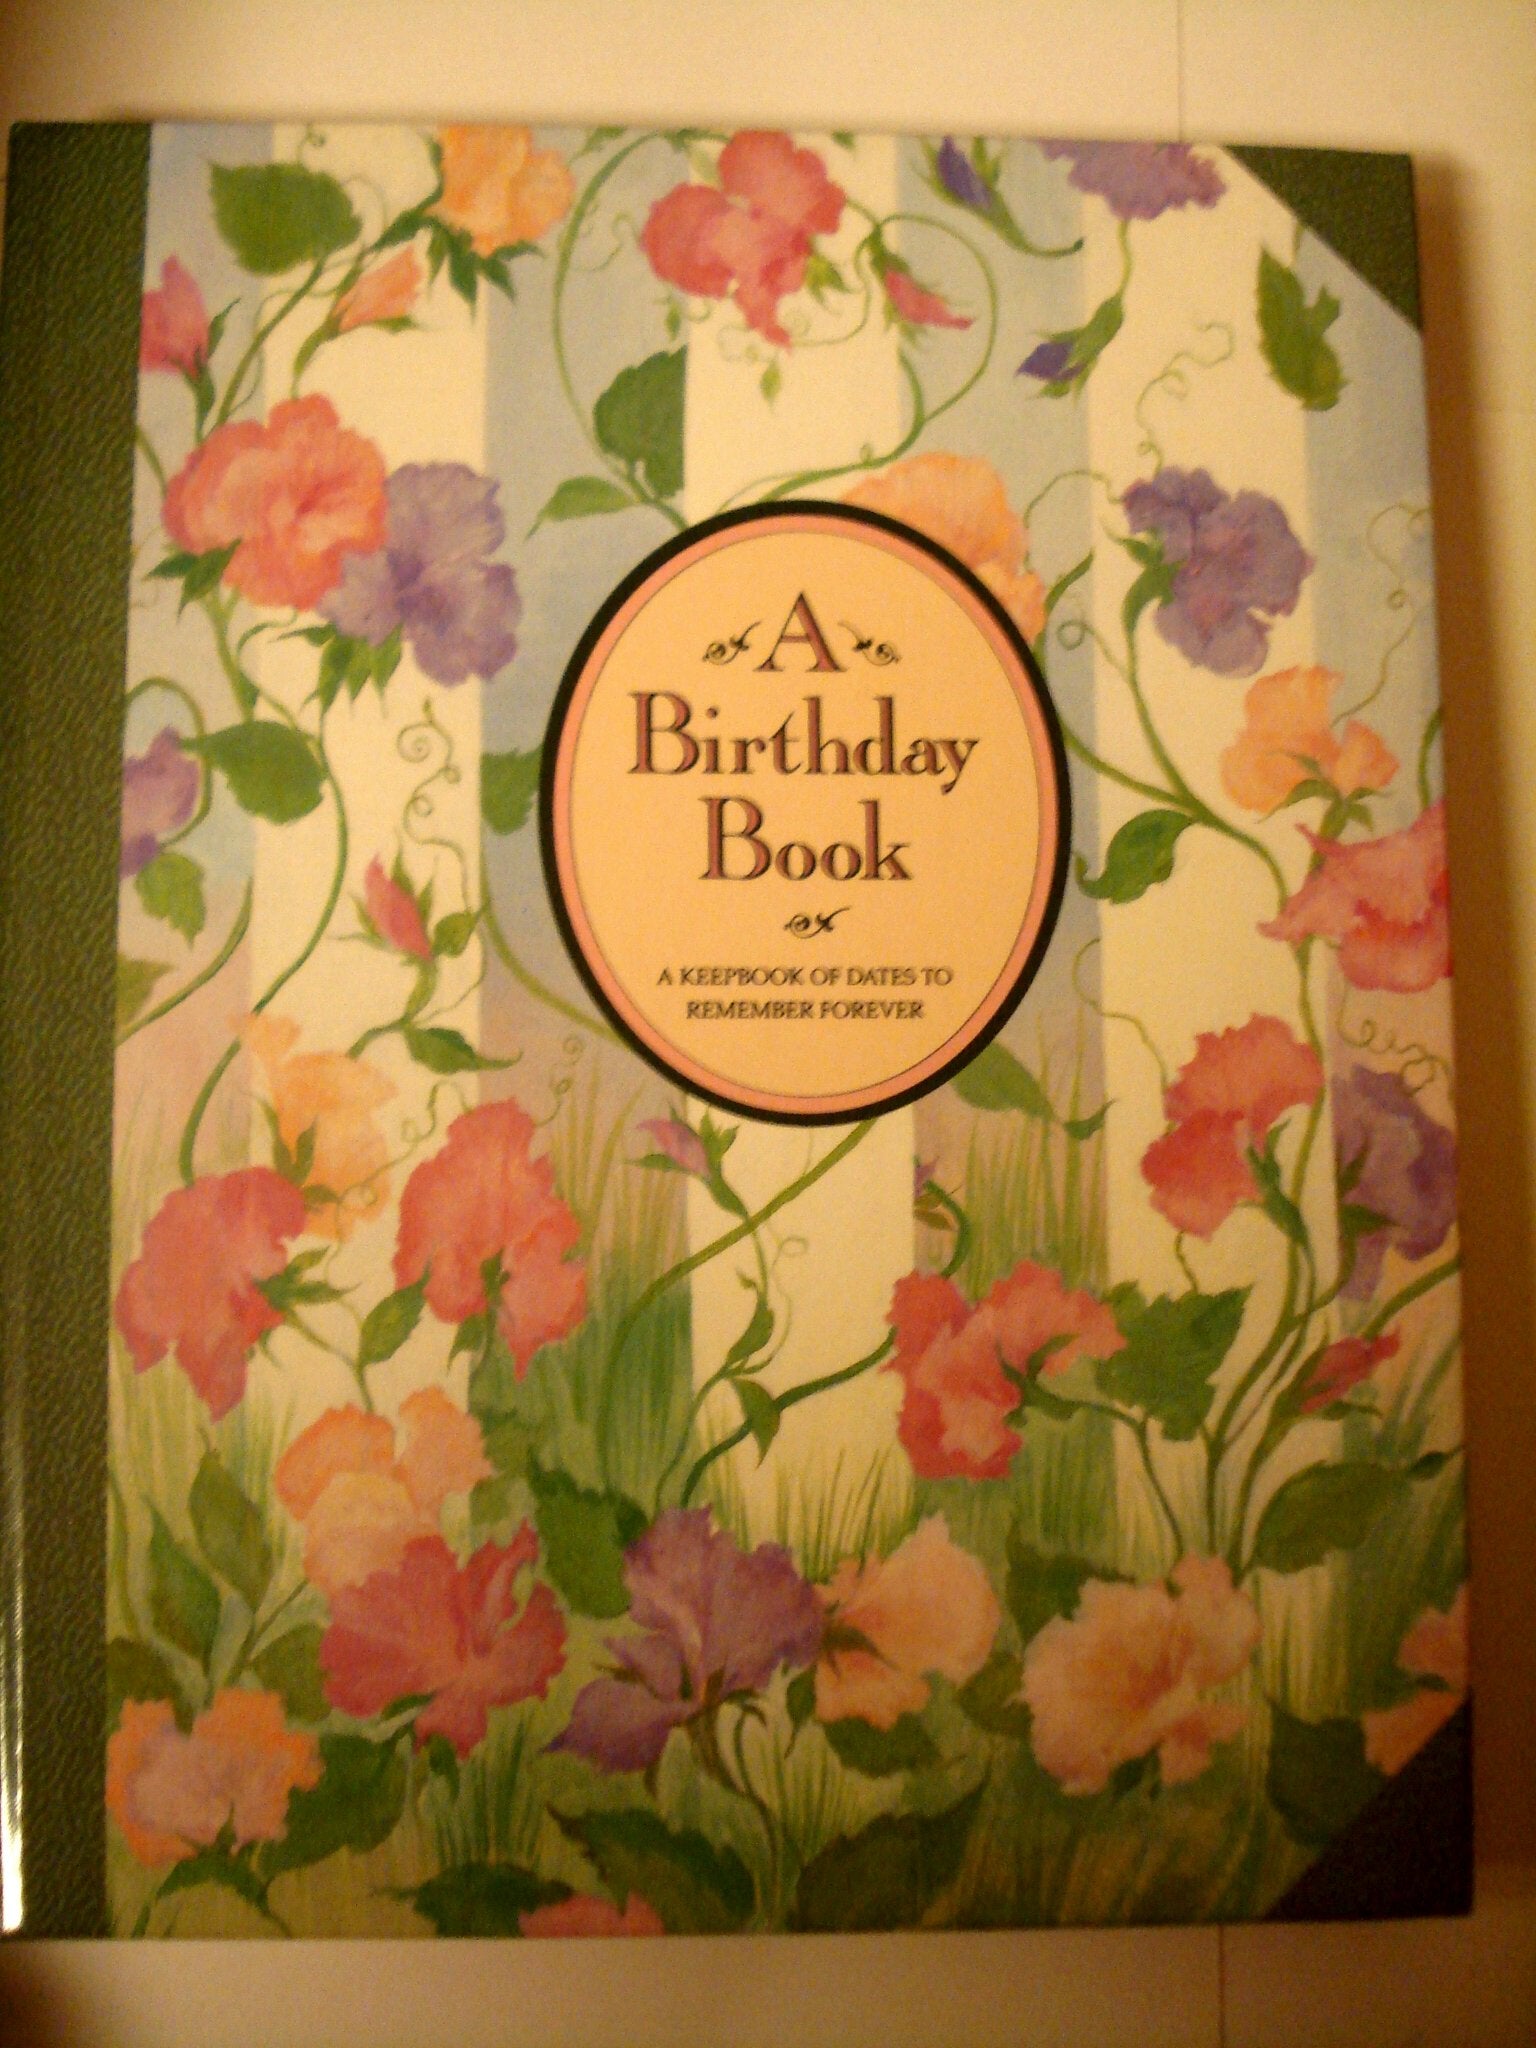 A
Birthday
Book
A KEEPBOOK OF DATES TO
REMEMBER FOREVER